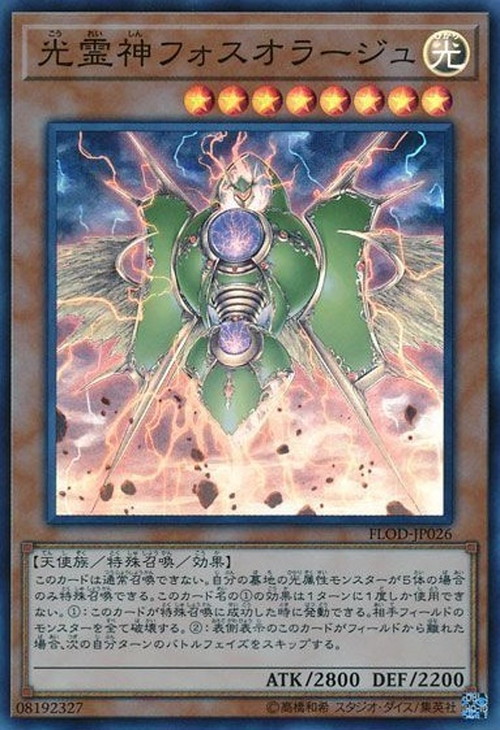 光霊神フォスオラージュ
光
FLOD-JP026
【天使族／特殊召喚／効果】
このカードは通常召喚できない。自分の墓地の光属性モンスターが5体の場合
のみ特殊召喚できる。このカード名の①の効果は1ターンに1度しか使用でき
ない。①：このカードが特殊召喚に成功した時に発動できる。相手フィールドの
モンスターを全て破壊する。②：表側表示のこのカードがフィールドから離れた
場合、次の自分ターンのバトルフェイズをスキップする。
ATK/2800 DEF/2200
08192327
©高橋和希 スタジオ・ダイス/集英社